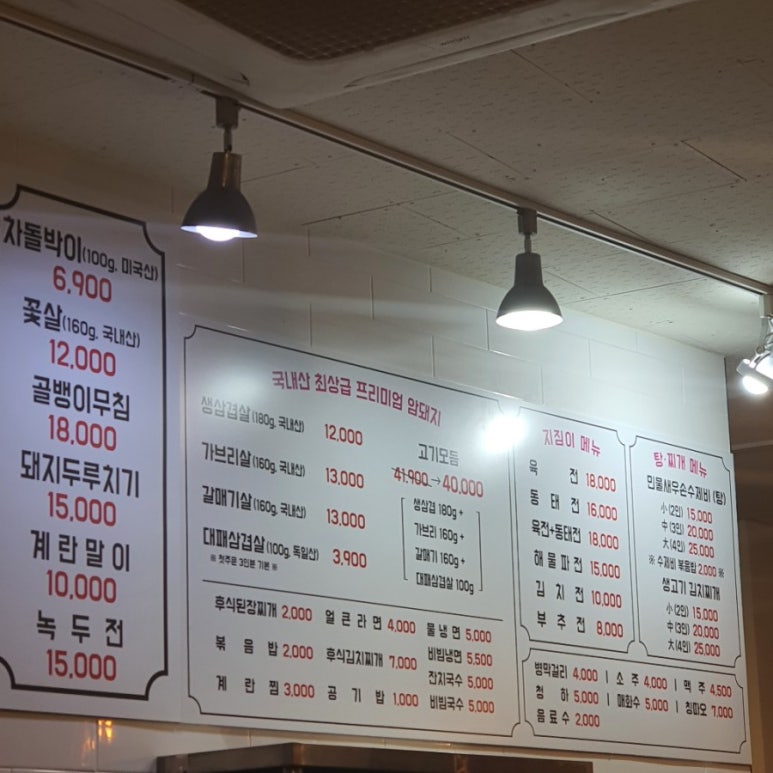 차돌박이(100g, 미국산)
6,900
꽃살(160g, 국내산)
12,000
골뱅이무침
18,000
돼지두루치기
15,000
계란말이
10,000
녹두전
15,000
국내산 최상급 프리미엄 암돼지
생삼겹살(180g, 국내산) 12,000
가브리살(160g, 국내산) 13,000
갈매기살(160g, 국내산) 13,000
대패삼겹살(100g, 독일산) 3,900
※ 첫주문 3인분 기본 ※
고기모듬
41,900→40,000
생삼겹 180g +
가브리 160g +
갈매기 160g +
대패삼겹살 100g
후식된장찌개 2,000 얼큰라면 4,000 물냉면 5,000
볶음밥 2,000 후식김치찌개 7,000 비빔냉면 5,500
잔치국수 5,000
계란찜 3,000 공기밥 1,000 비빔국수 5,000
지짐이 메뉴
육전 18,000
동태전 16,000
육전+동태전 18,000
해물파전 15,000
김치전 10,000
부추전 8,000
탕·찌개 메뉴
민물새우손수제비 (탕)
小(2인) 15,000
中(3인) 20,000
大(4인) 25,000
※ 수제비 볶음밥 2,000 ※
생고기 김치찌개
小(2인) 15,000
中(3인) 20,000
大(4인) 25,000
병막걸리 4,000 | 소주 4,000 | 맥주 4,500
청하 5,000 | 매화수 5,000 | 칭따오 7,000
음료수 2,000